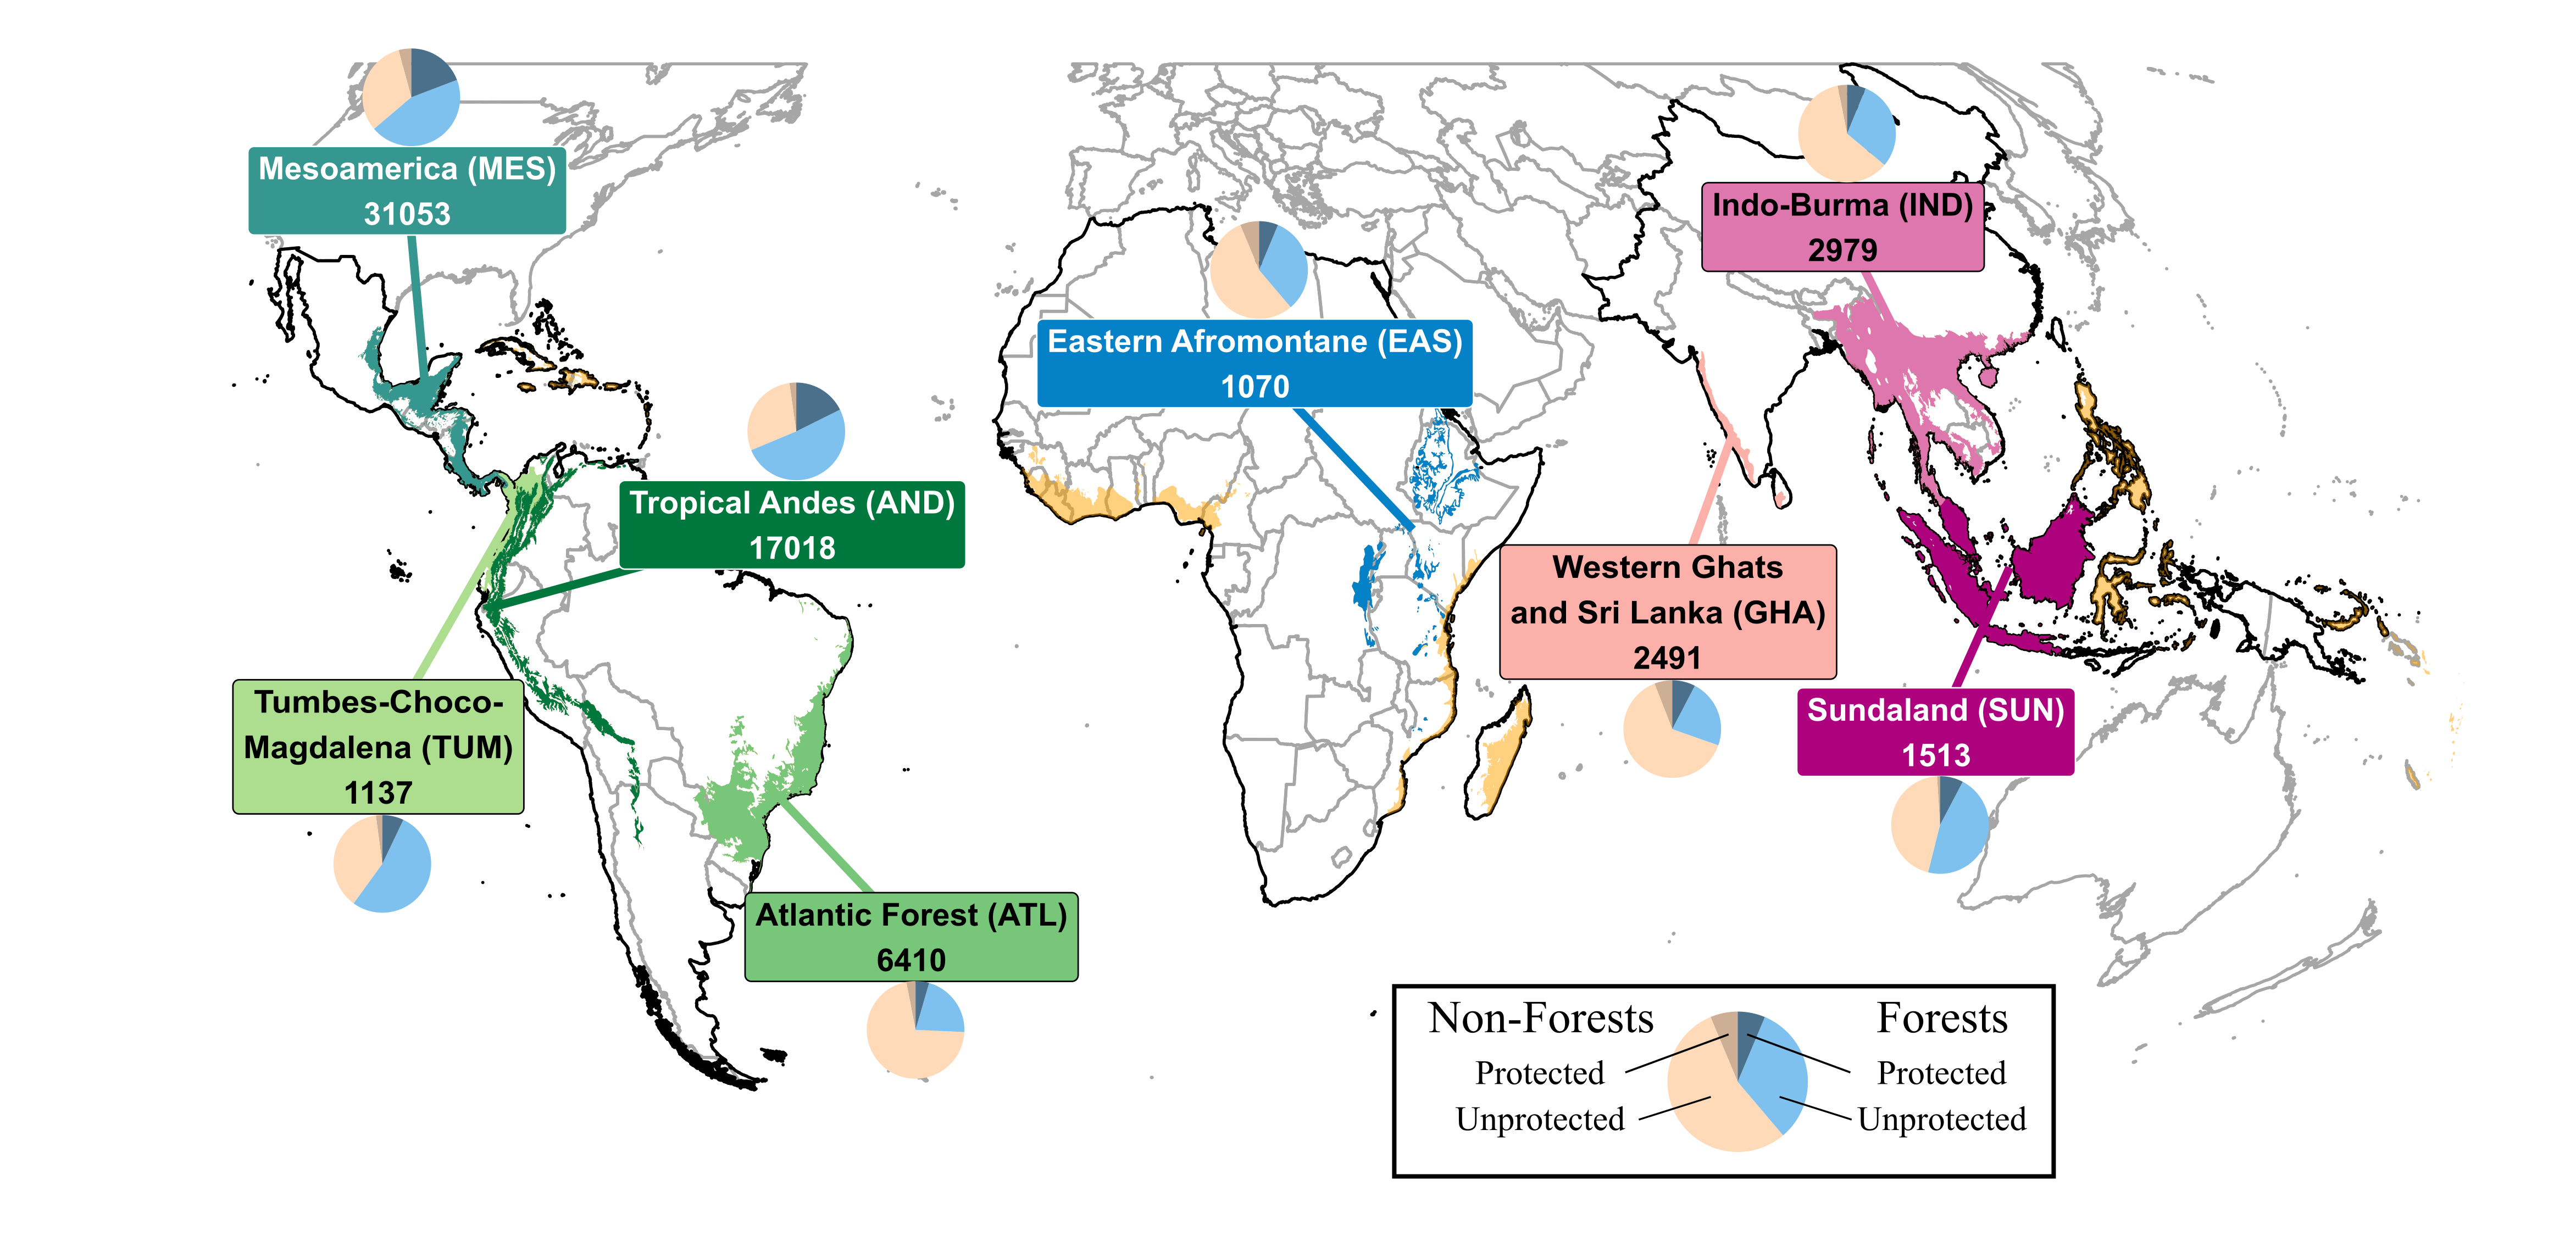 Mesoamerica (MES)
31053
Indo-Burma (IND)
2979
Eastern Afromontane (EAS)
1070
Tropical Andes (AND)
17018
Western Ghats
and Sri Lanka (GHA)
2491
Tumbes-Choco-
Magdalena (TUM)
1137
Sundaland (SUN)
1513
Atlantic Forest (ATL)
6410
Non-Forests
Forests
Protected
Protected
Unprotected
Unprotected